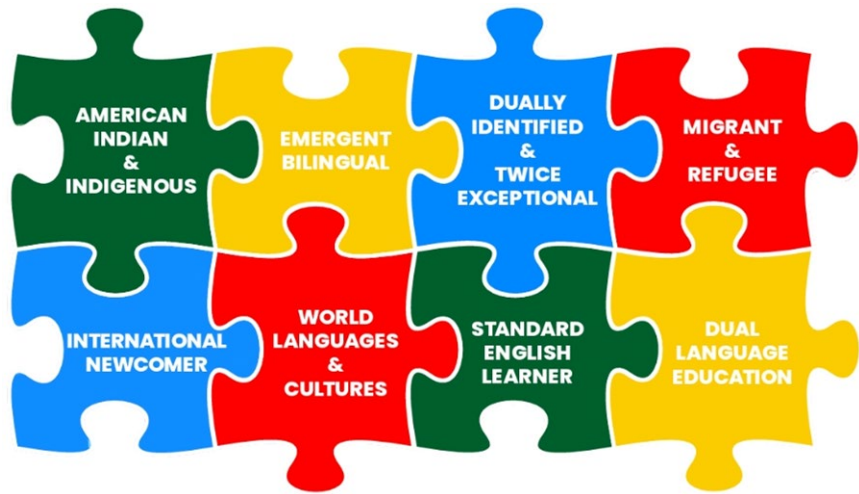 AMERICAN
INDIAN
&
INDIGENOUS
EMERGENT
BILINGUAL
DUALLY
IDENTIFIED
&
TWICE
EXCEPTIONAL
MIGRANT
&
REFUGEE
INTERNATIONAL
NEWCOMER
WORLD
LANGUAGES
&
CULTURES
STANDARD
ENGLISH
LEARNER
DUAL
LANGUAGE
EDUCATION